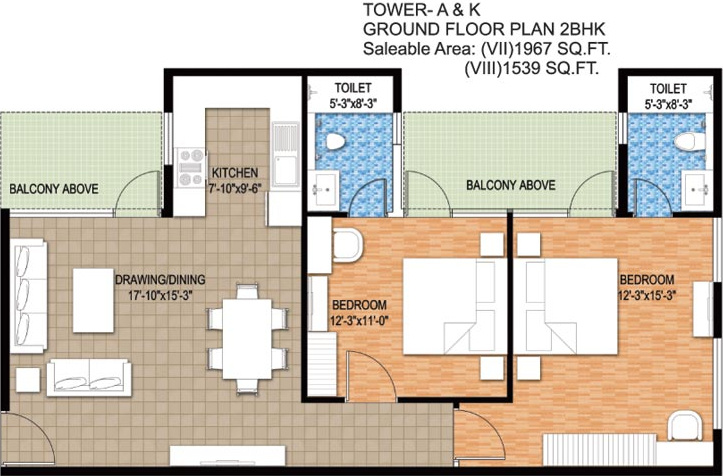 TOWER- A & K
GROUND FLOOR PLAN 2BHK
Saleable Area: (VII)1967 SQ.FT.
(VIII)1539 SQ.FT.
TOILET
5'-3"x8'-3"
TOILET
5'-3"x8'-3"
KITCHEN
7'-10"x9'-6"
BALCONY ABOVE
BALCONY ABOVE
DRAWING/DINING
17'-10"x15'-3"
BEDROOM
12'-3"x11'-0"
BEDROOM
12'-3"x15'-3"